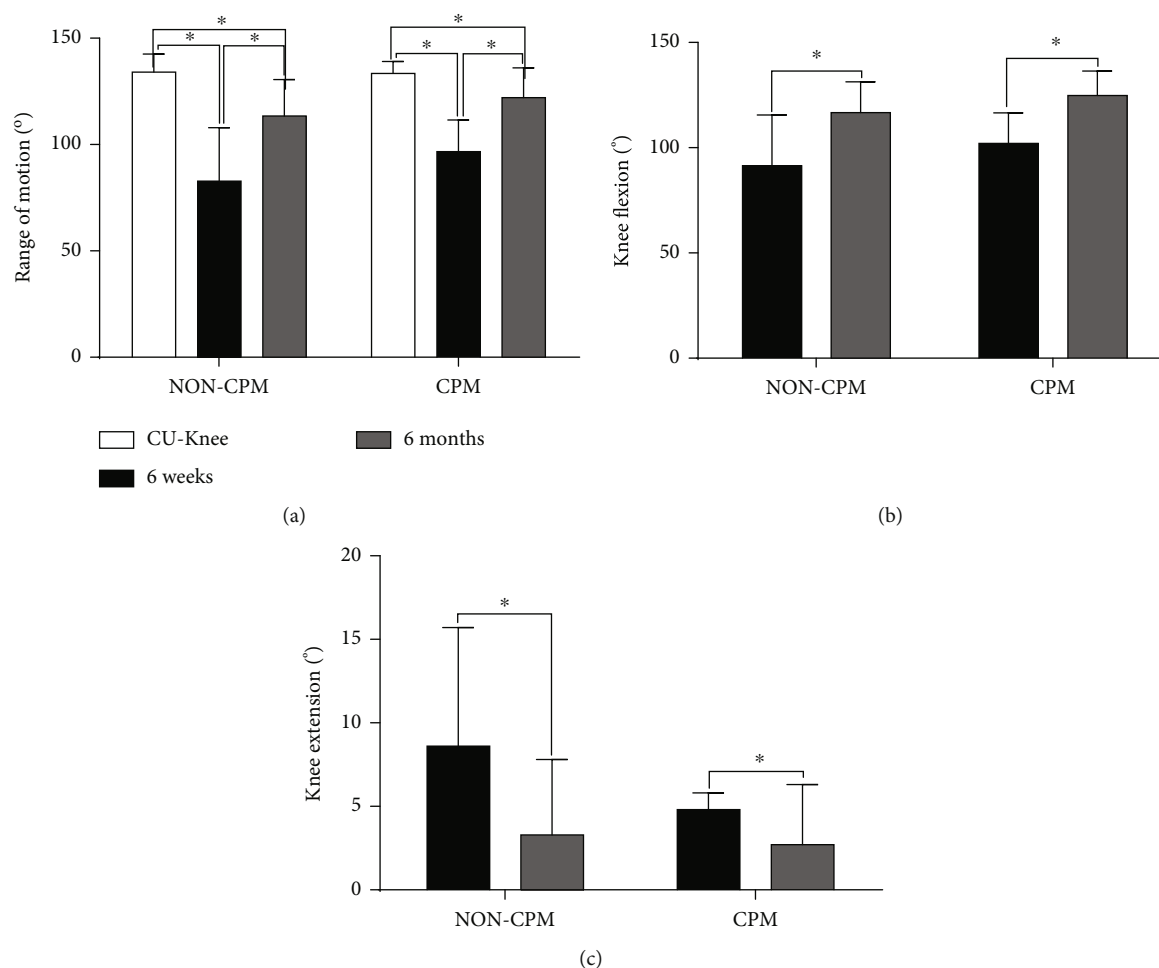 *
*
*
*
*
*
150
100
50
0
Range of motion (°)
NON-CPM
CPM
CU-Knee
6 months
6 weeks
(a)
*
*
150
100
50
0
Knee flexion (°)
NON-CPM
CPM
(b)
20
15
10
5
0
Knee extension (°)
*
*
NON-CPM
CPM
(c)